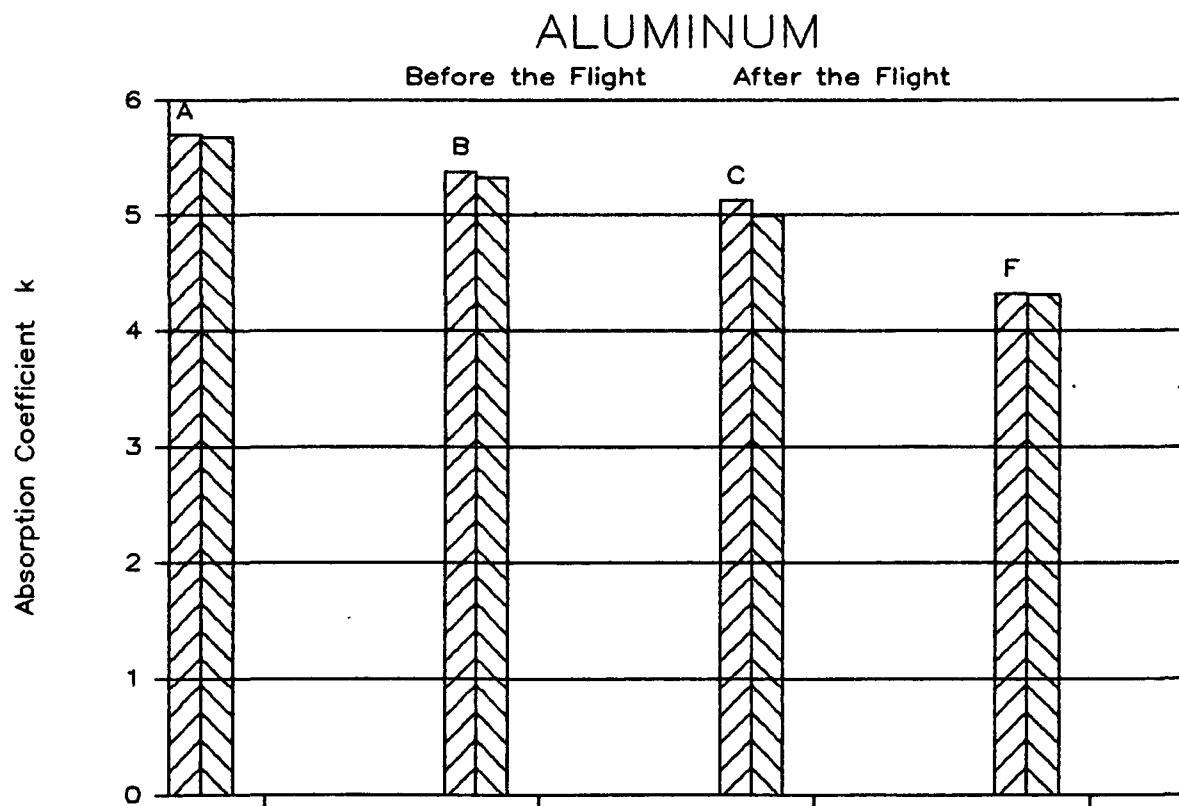 ALUMINUM
Before the Flight After the Flight
6
A
B
5
C
F
4
3
2
1
0
Absorption Coefficient k